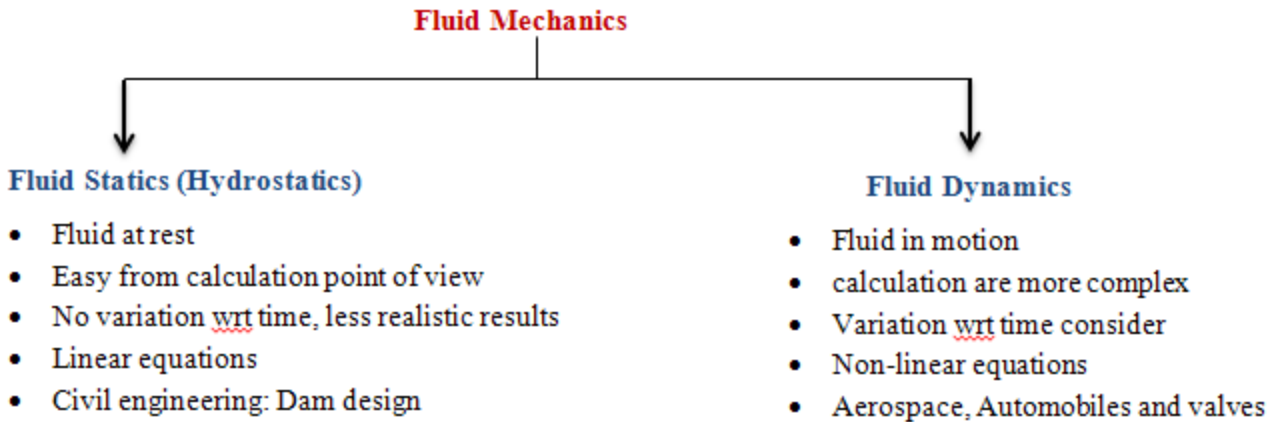 Fluid Mechanics
Fluid Statics (Hydrostatics)
• Fluid at rest
• Easy from calculation point of view
• No variation wrt time, less realistic results
• Linear equations
• Civil engineering: Dam design
Fluid Dynamics
• Fluid in motion
• calculation are more complex
• Variation wrt time consider
• Non-linear equations
• Aerospace, Automobiles and valves